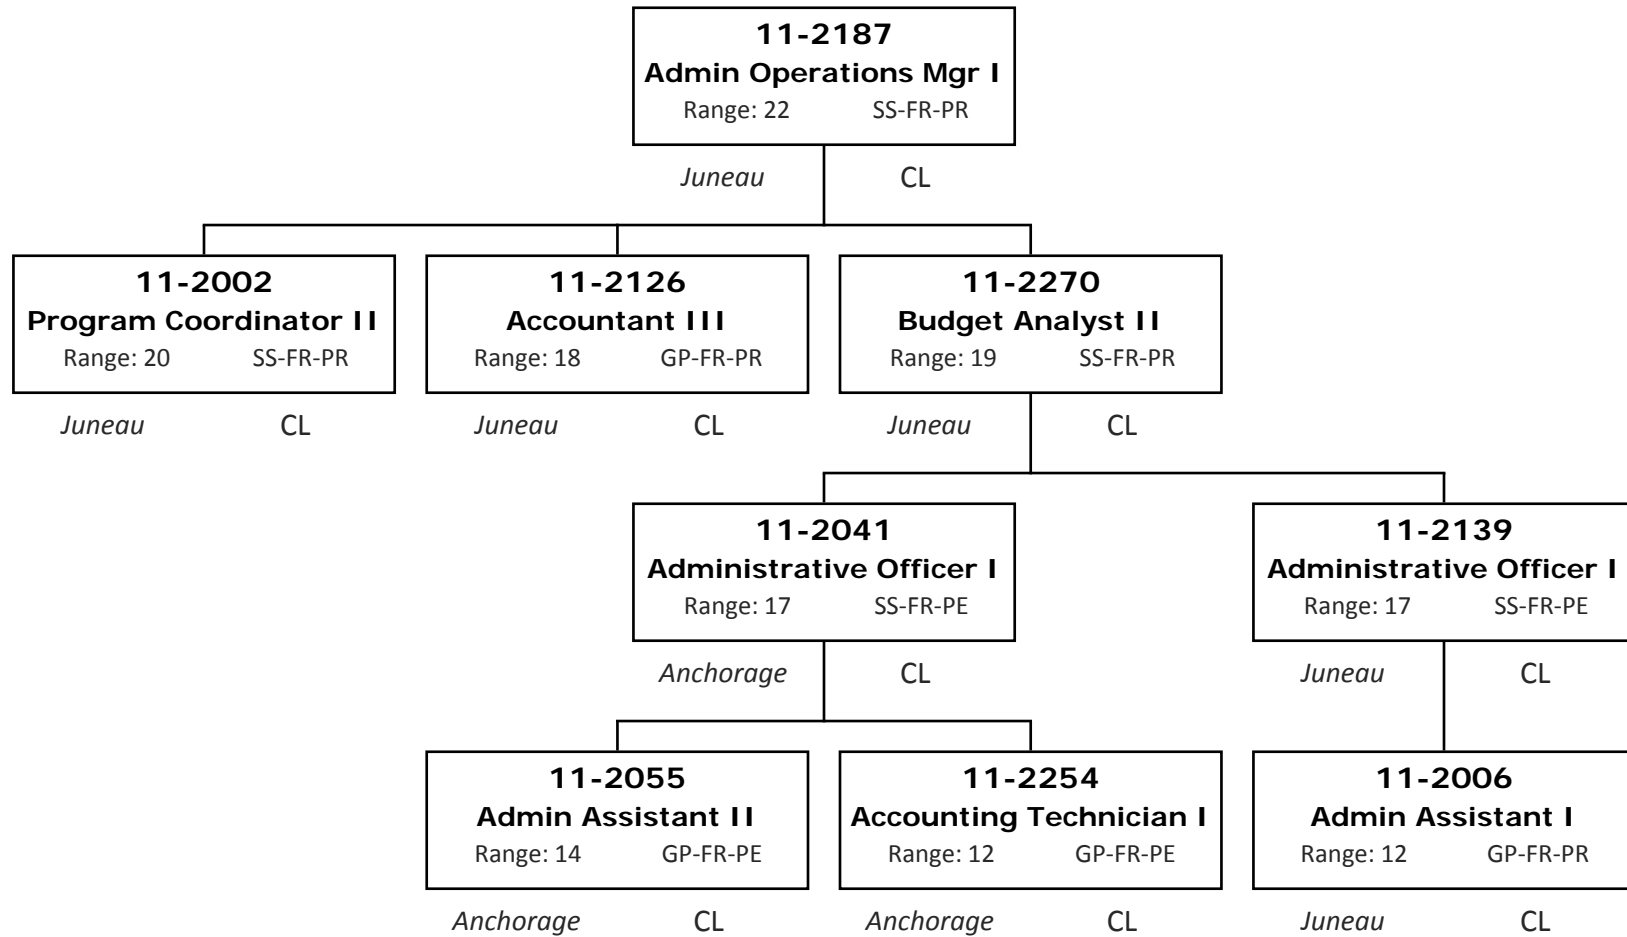 11-2187
Admin Operations Mgr I
Range: 22 SS-FR-PR
Juneau CL
11-2002
Program Coordinator II
Range: 20 SS-FR-PR
Juneau CL
11-2126
Accountant III
Range: 18 GP-FR-PR
Juneau CL
11-2270
Budget Analyst II
Range: 19 SS-FR-PR
Juneau CL
11-2041
Administrative Officer I
Range: 17 SS-FR-PE
Anchorage CL
11-2139
Administrative Officer I
Range: 17 SS-FR-PE
Juneau CL
11-2055
Admin Assistant II
Range: 14 GP-FR-PE
Anchorage CL
11-2254
Accounting Technician I
Range: 12 GP-FR-PE
Anchorage CL
11-2006
Admin Assistant I
Range: 12 GP-FR-PR
Juneau CL